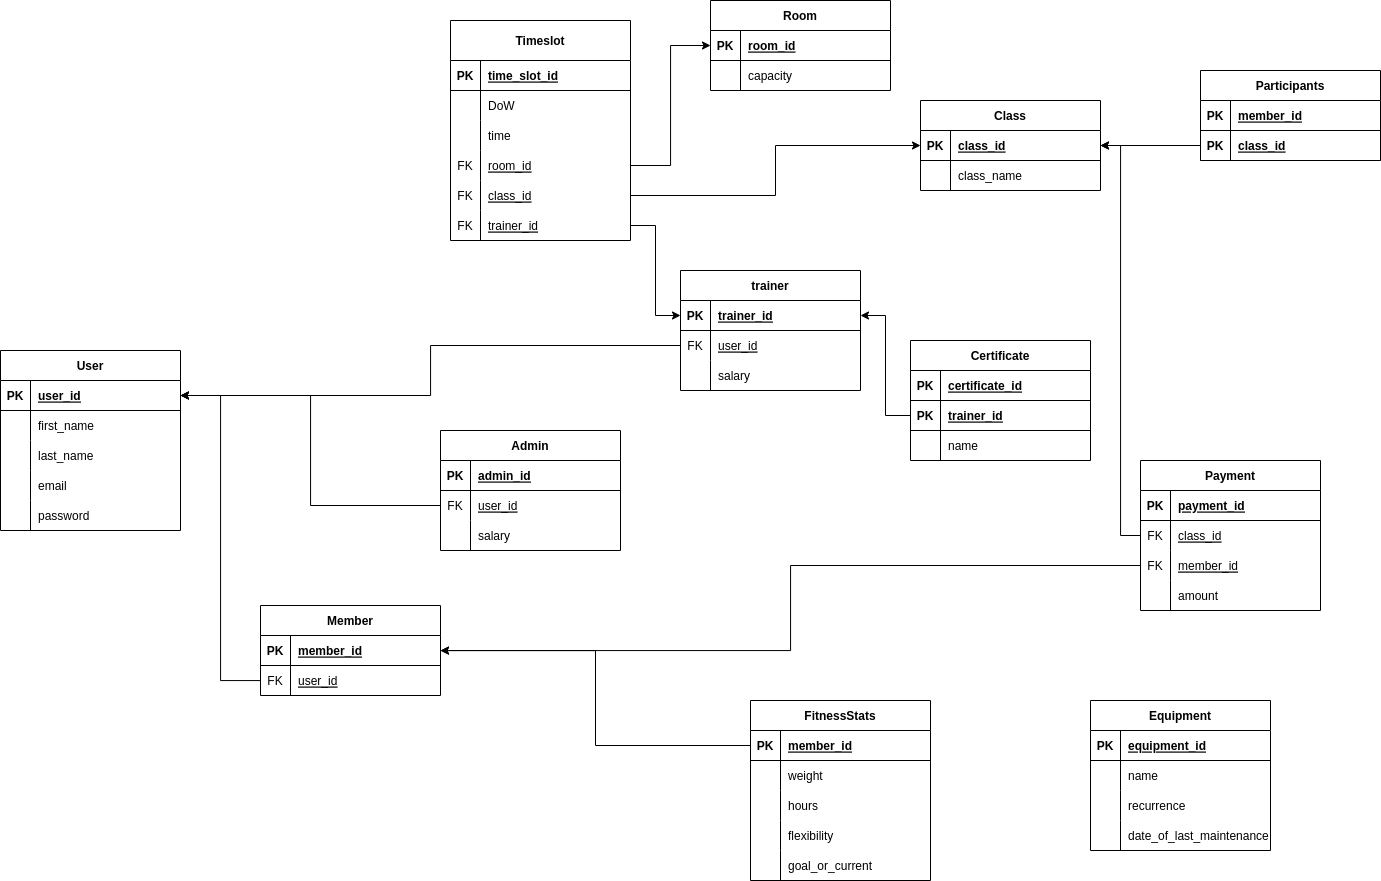 Room
PK room_id
capacity
Timeslot
PK time_slot_id
DoW
time
FK room_id
FK class_id
FK trainer_id
Participants
PK member_id
PK class_id
Class
PK class_id
class_name
trainer
PK trainer_id
FK user_id
salary
Certificate
PK certificate_id
PK trainer_id
name
User
PK user_id
first_name
last_name
email
password
Admin
PK admin_id
FK user_id
salary
Payment
PK payment_id
FK class_id
FK member_id
amount
Member
PK member_id
FK user_id
FitnessStats
PK member_id
weight
hours
flexibility
goal_or_current
Equipment
PK equipment_id
name
recurrence
date_of_last_maintenance